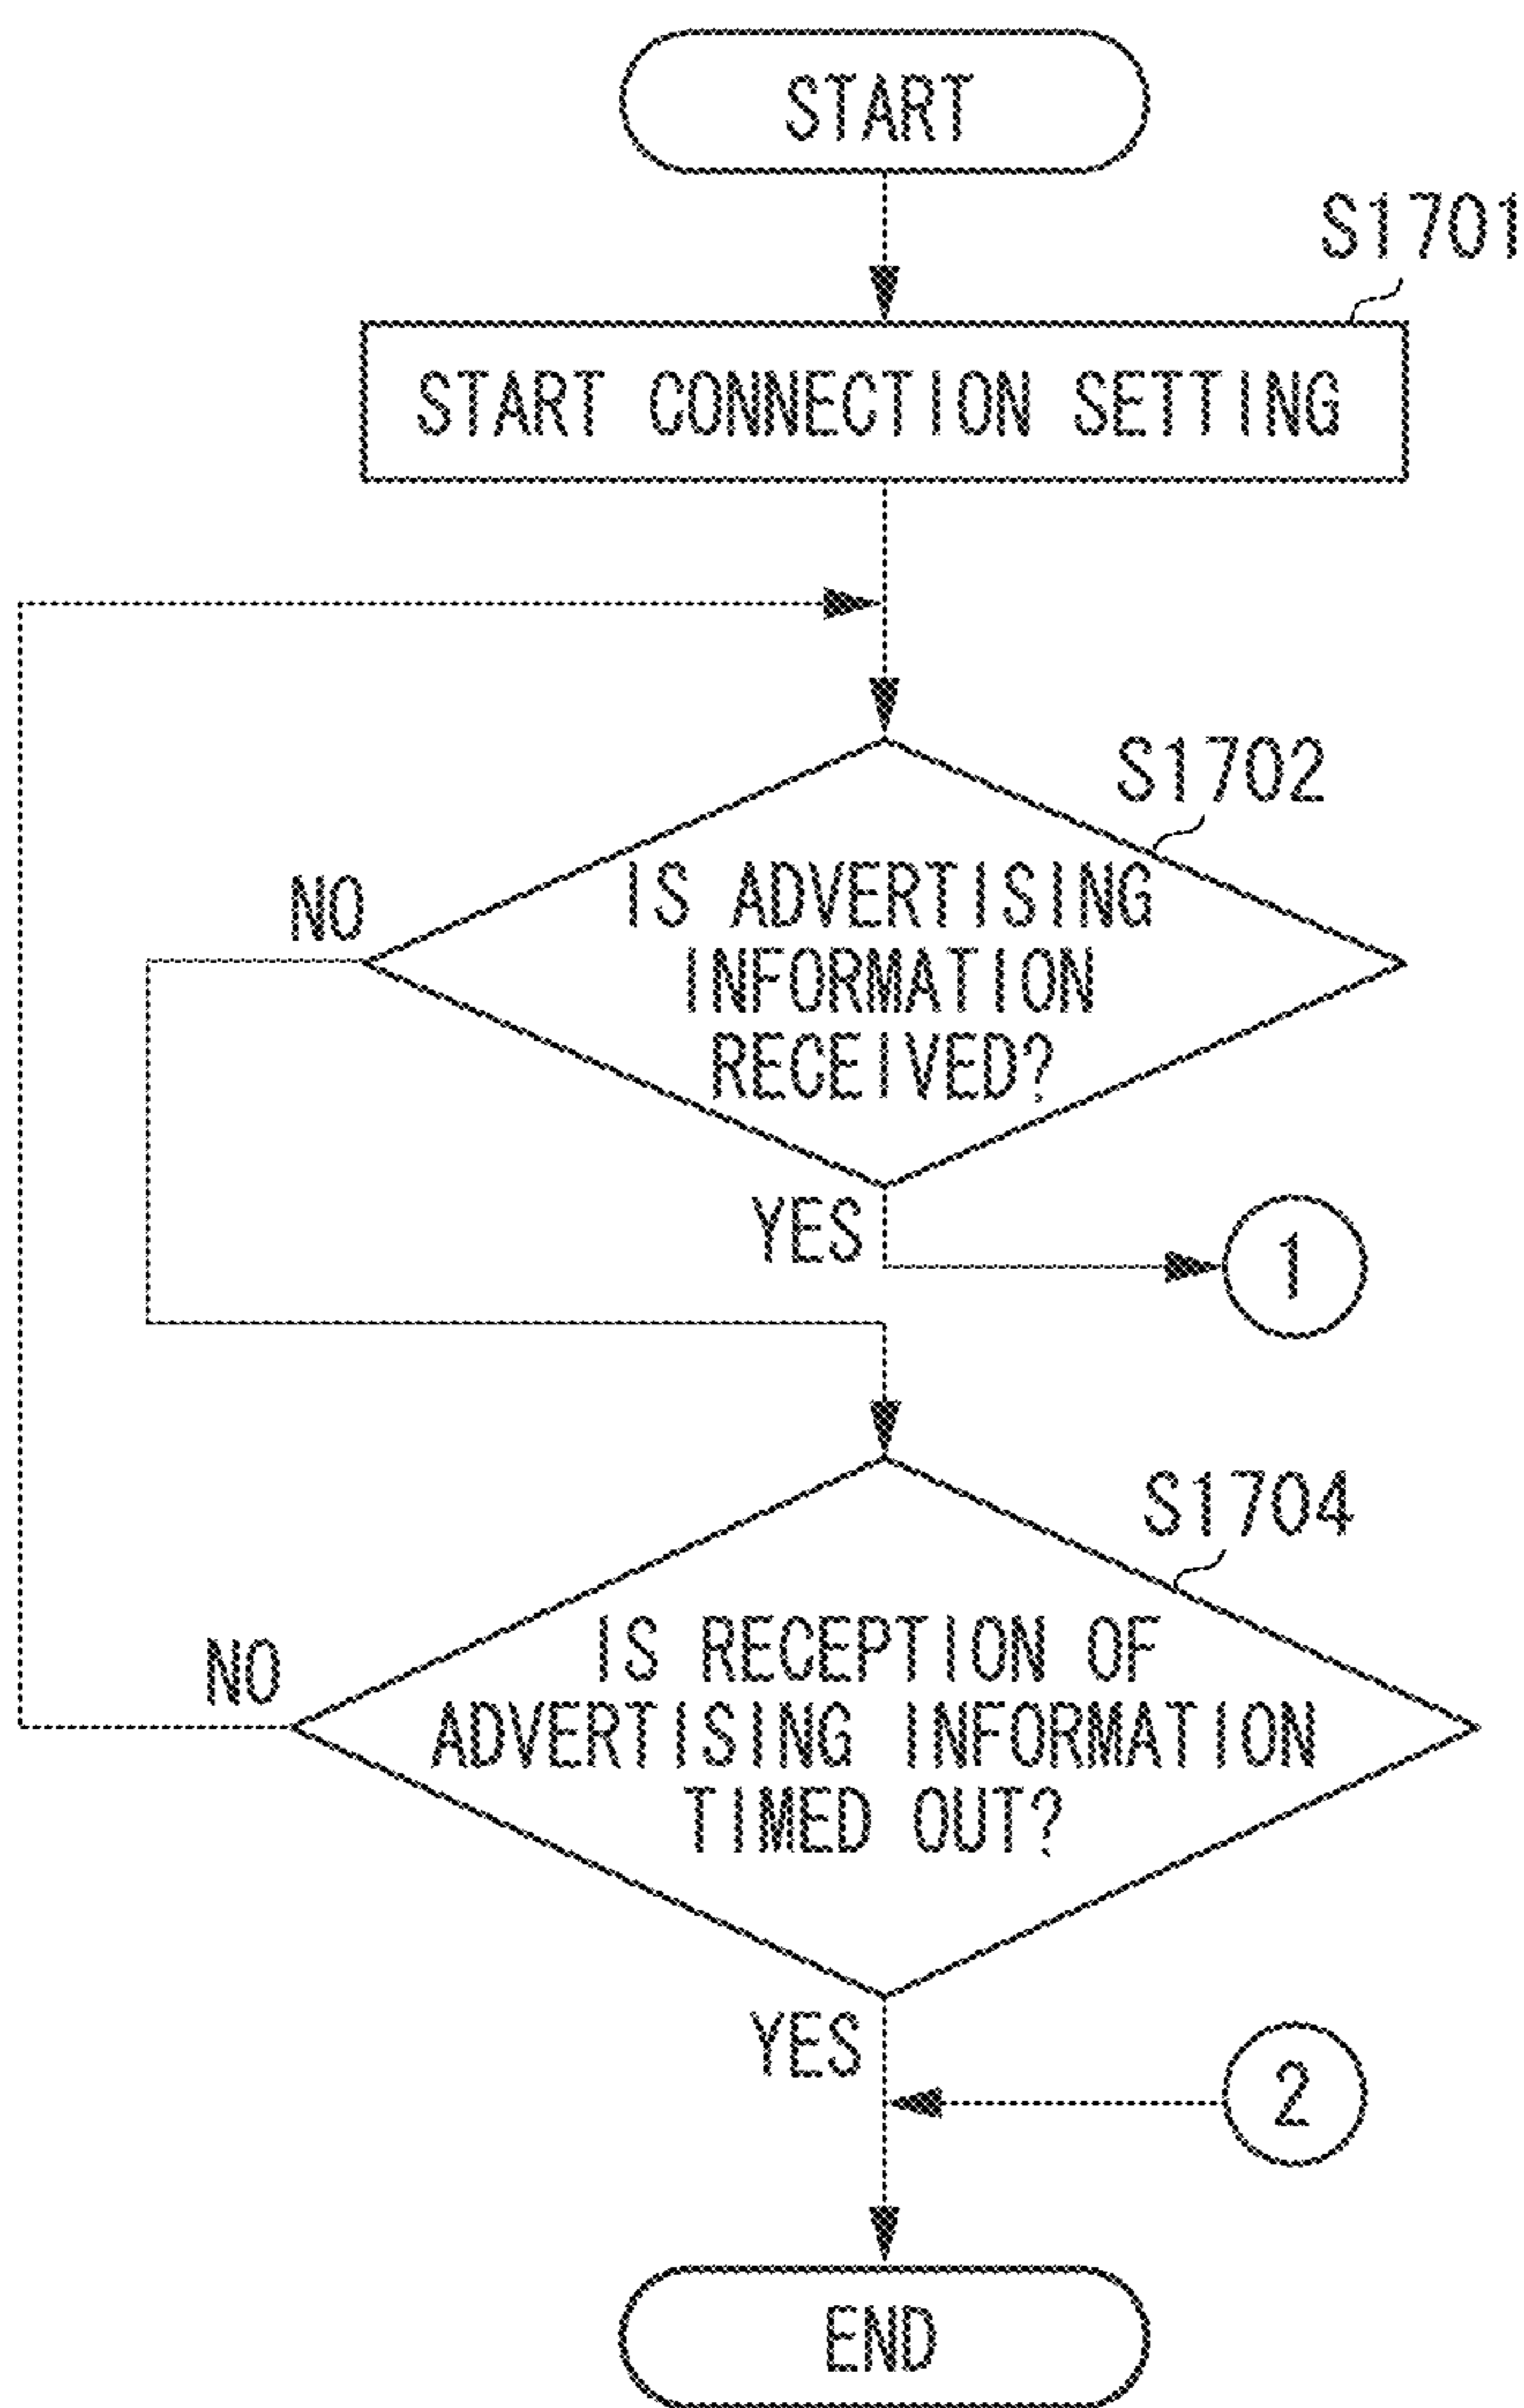 START
S1701
START CONNECTION SETTING
S1702
NO
IS ADVERTISING
INFORMATION
RECEIVED?
YES
1
S1704
NO
IS RECEPTION OF
ADVERTISING INFORMATION
TIMED OUT?
YES
2
END